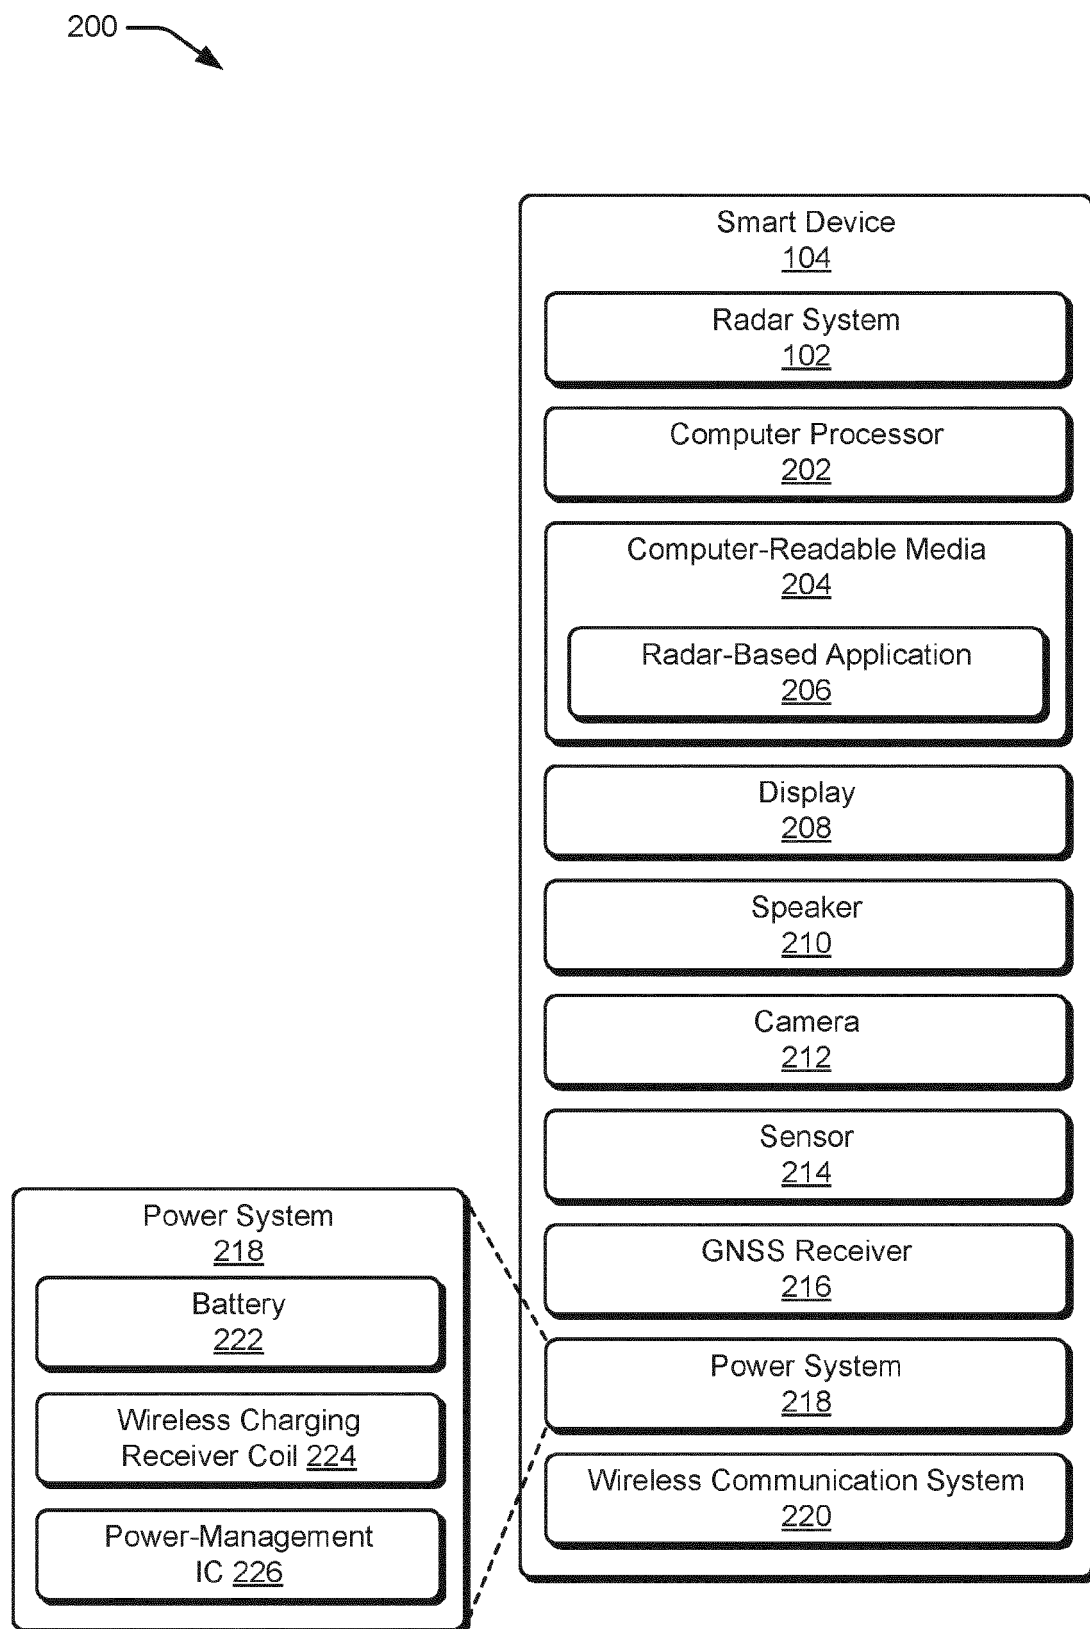 200
Smart Device
104
Radar System
102
Computer Processor
202
Computer-Readable Media
204
Radar-Based Application
206
Display
208
Speaker
210
Camera
212
Sensor
214
GNSS Receiver
216
Power System
218
Wireless Communication System
220
Power System
218
Battery
222
Wireless Charging
Receiver Coil 224
Power-Management
IC 226